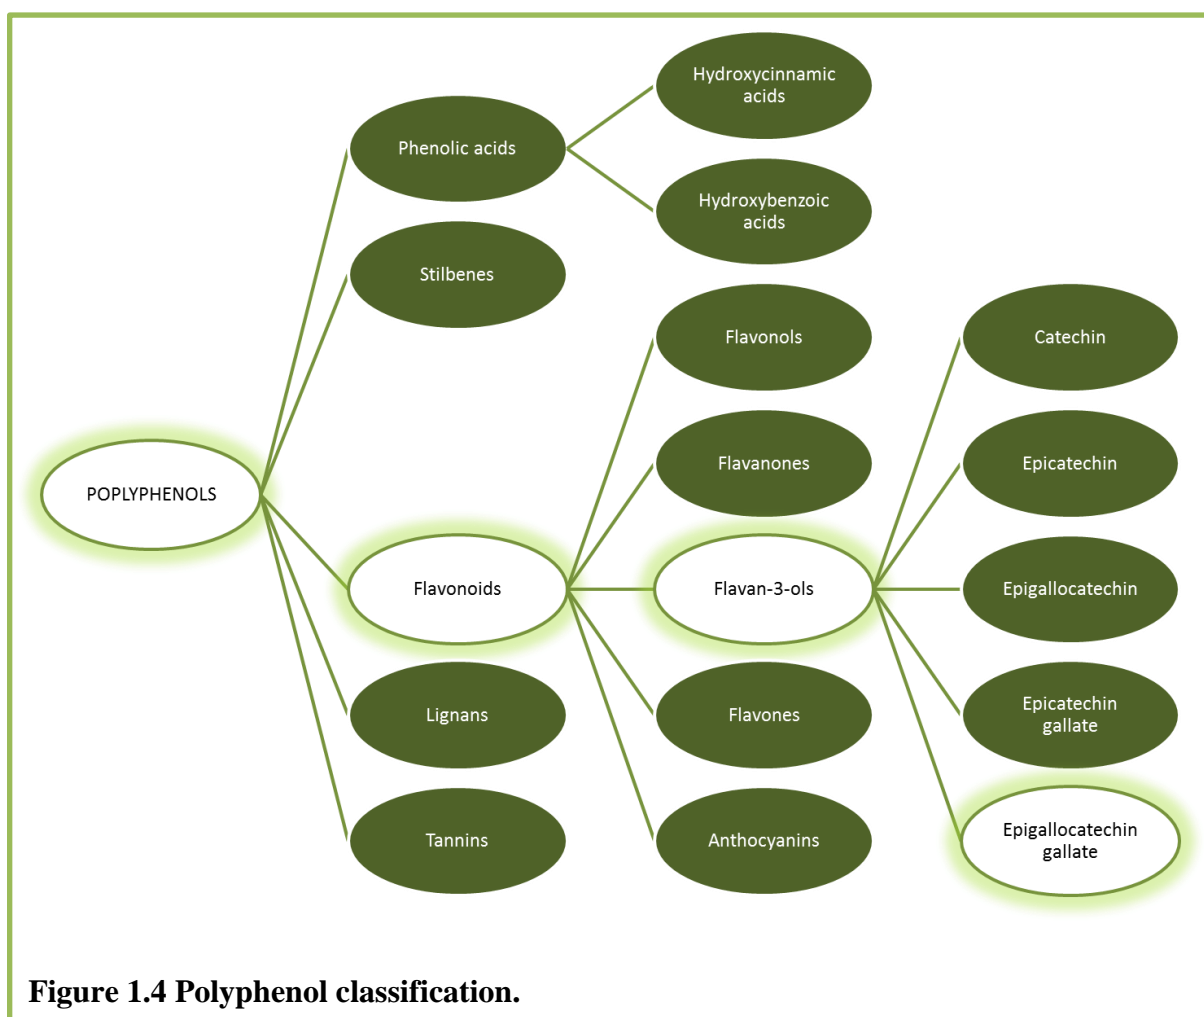 Hydroxycinnamic
acids
Phenolic acids
Hydroxybenzoic
acids
Stilbenes
Flavonols
Catechin
Flavanones
Epicatechin
POPLYPHENOLS
Flavonoids
Flavan-3-ols
Epigallocatechin
Lignans
Flavones
Epicatechin
gallate
Tannins
Anthocyanins
Epigallocatechin
gallate
Figure 1.4 Polyphenol classification.